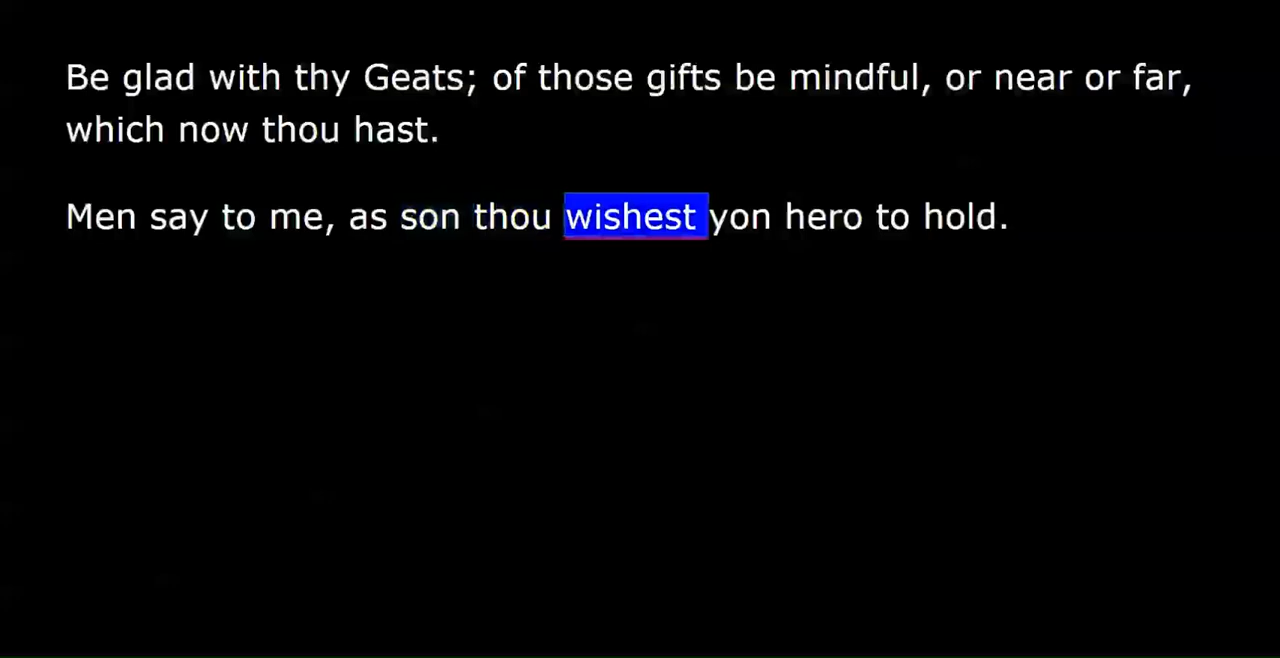 Be glad with thy Geats; of those gifts be mindful, or near or far,
which now thou hast.
Men say to me, as son thou wishest yon hero to hold.